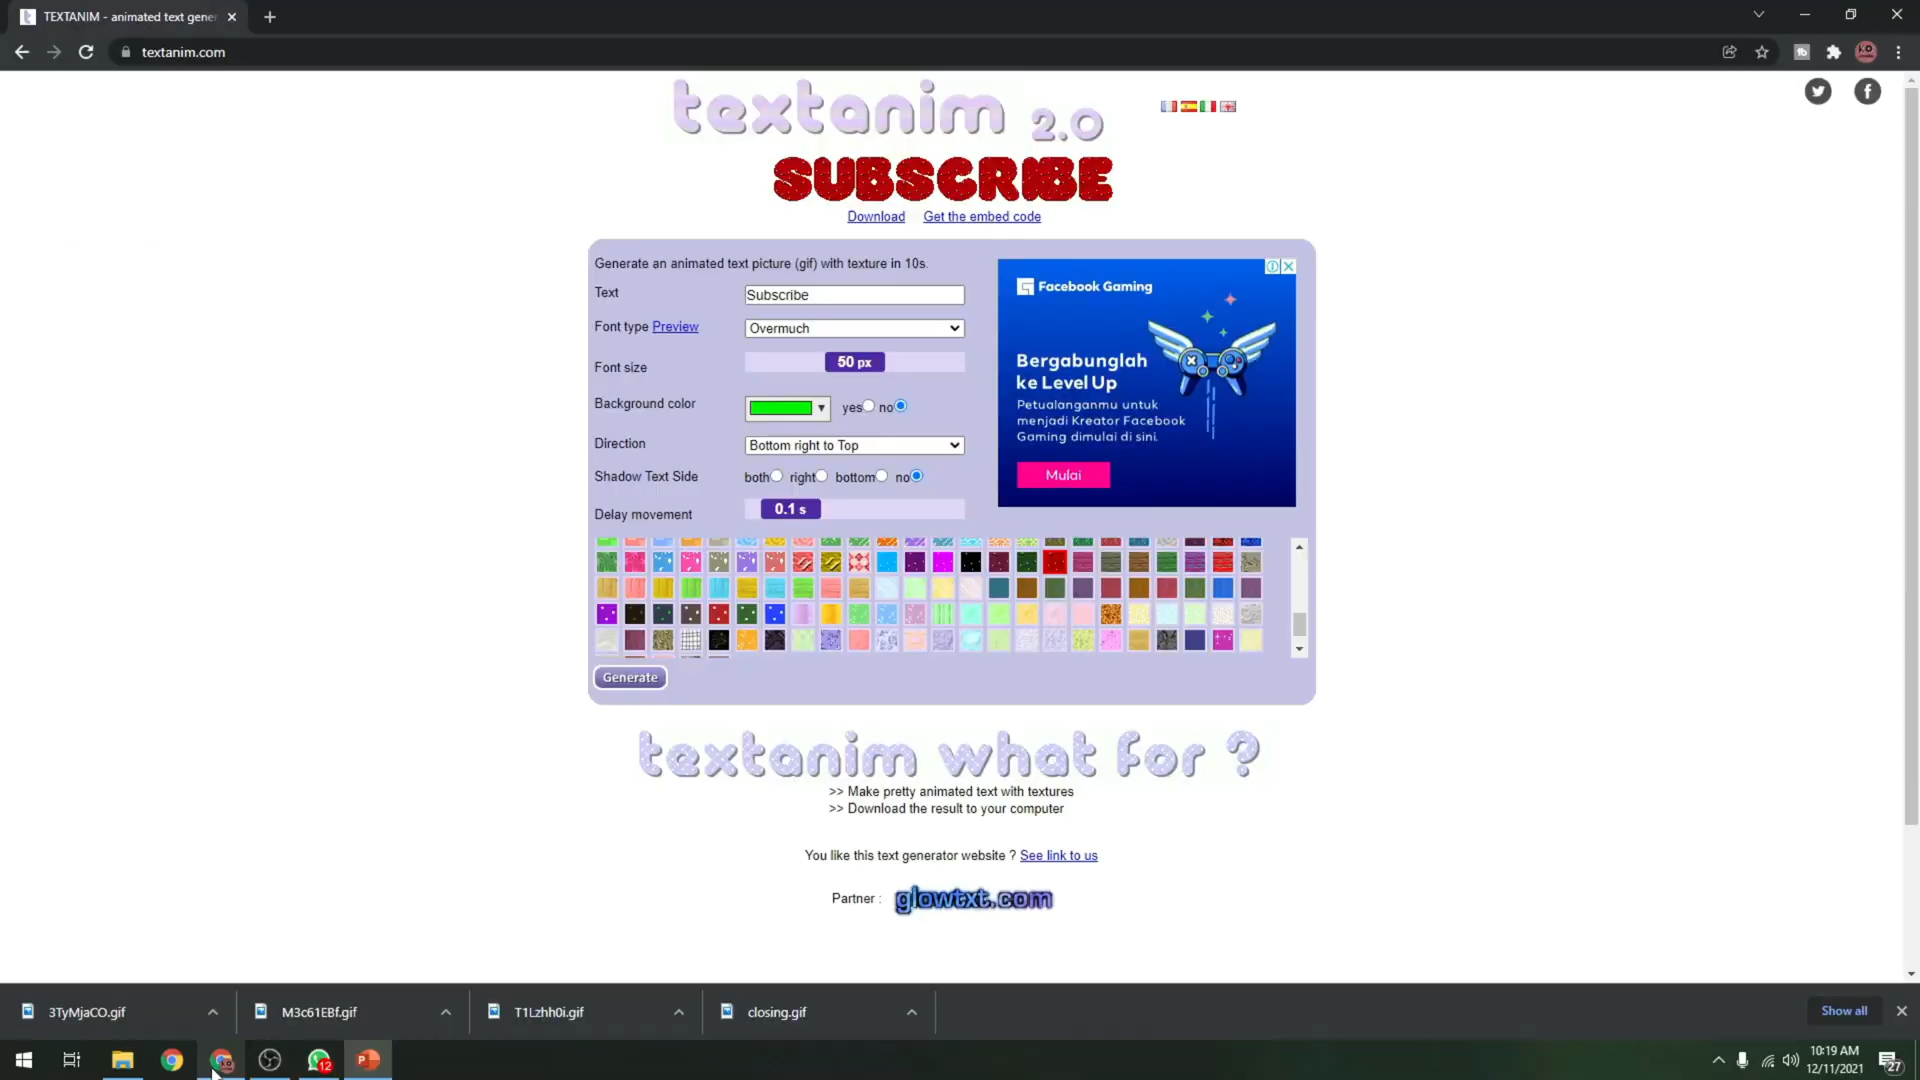 TEXTANIM - animated text gener
textanim.com
textanim 2.0
SUBSCRIBE
Download Get the embed code
Generate an animated text picture (gif) with texture in 10s.
Text Subscribe
Font type Preview Overmuch
Font size 50 px
Background color yes no
Direction Bottom right to Top
Shadow Text Side both right bottom no
Delay movement 0.1 s
Facebook Gaming
Bergabunglah
ke Level Up
Petualanganmu untuk
menjadi Kreator Facebook
Gaming dimulai di sini.
Mulai
Generate
textanim what for ?
>> Make pretty animated text with textures
>> Download the result to your computer
You like this text generator website ? See link to us
Partner : glowtxt.com
3TyMjaCO.gif M3c61EBf.gif T1Lzhh0i.gif closing.gif Show all
12
10:19 AM
12/11/2021
27